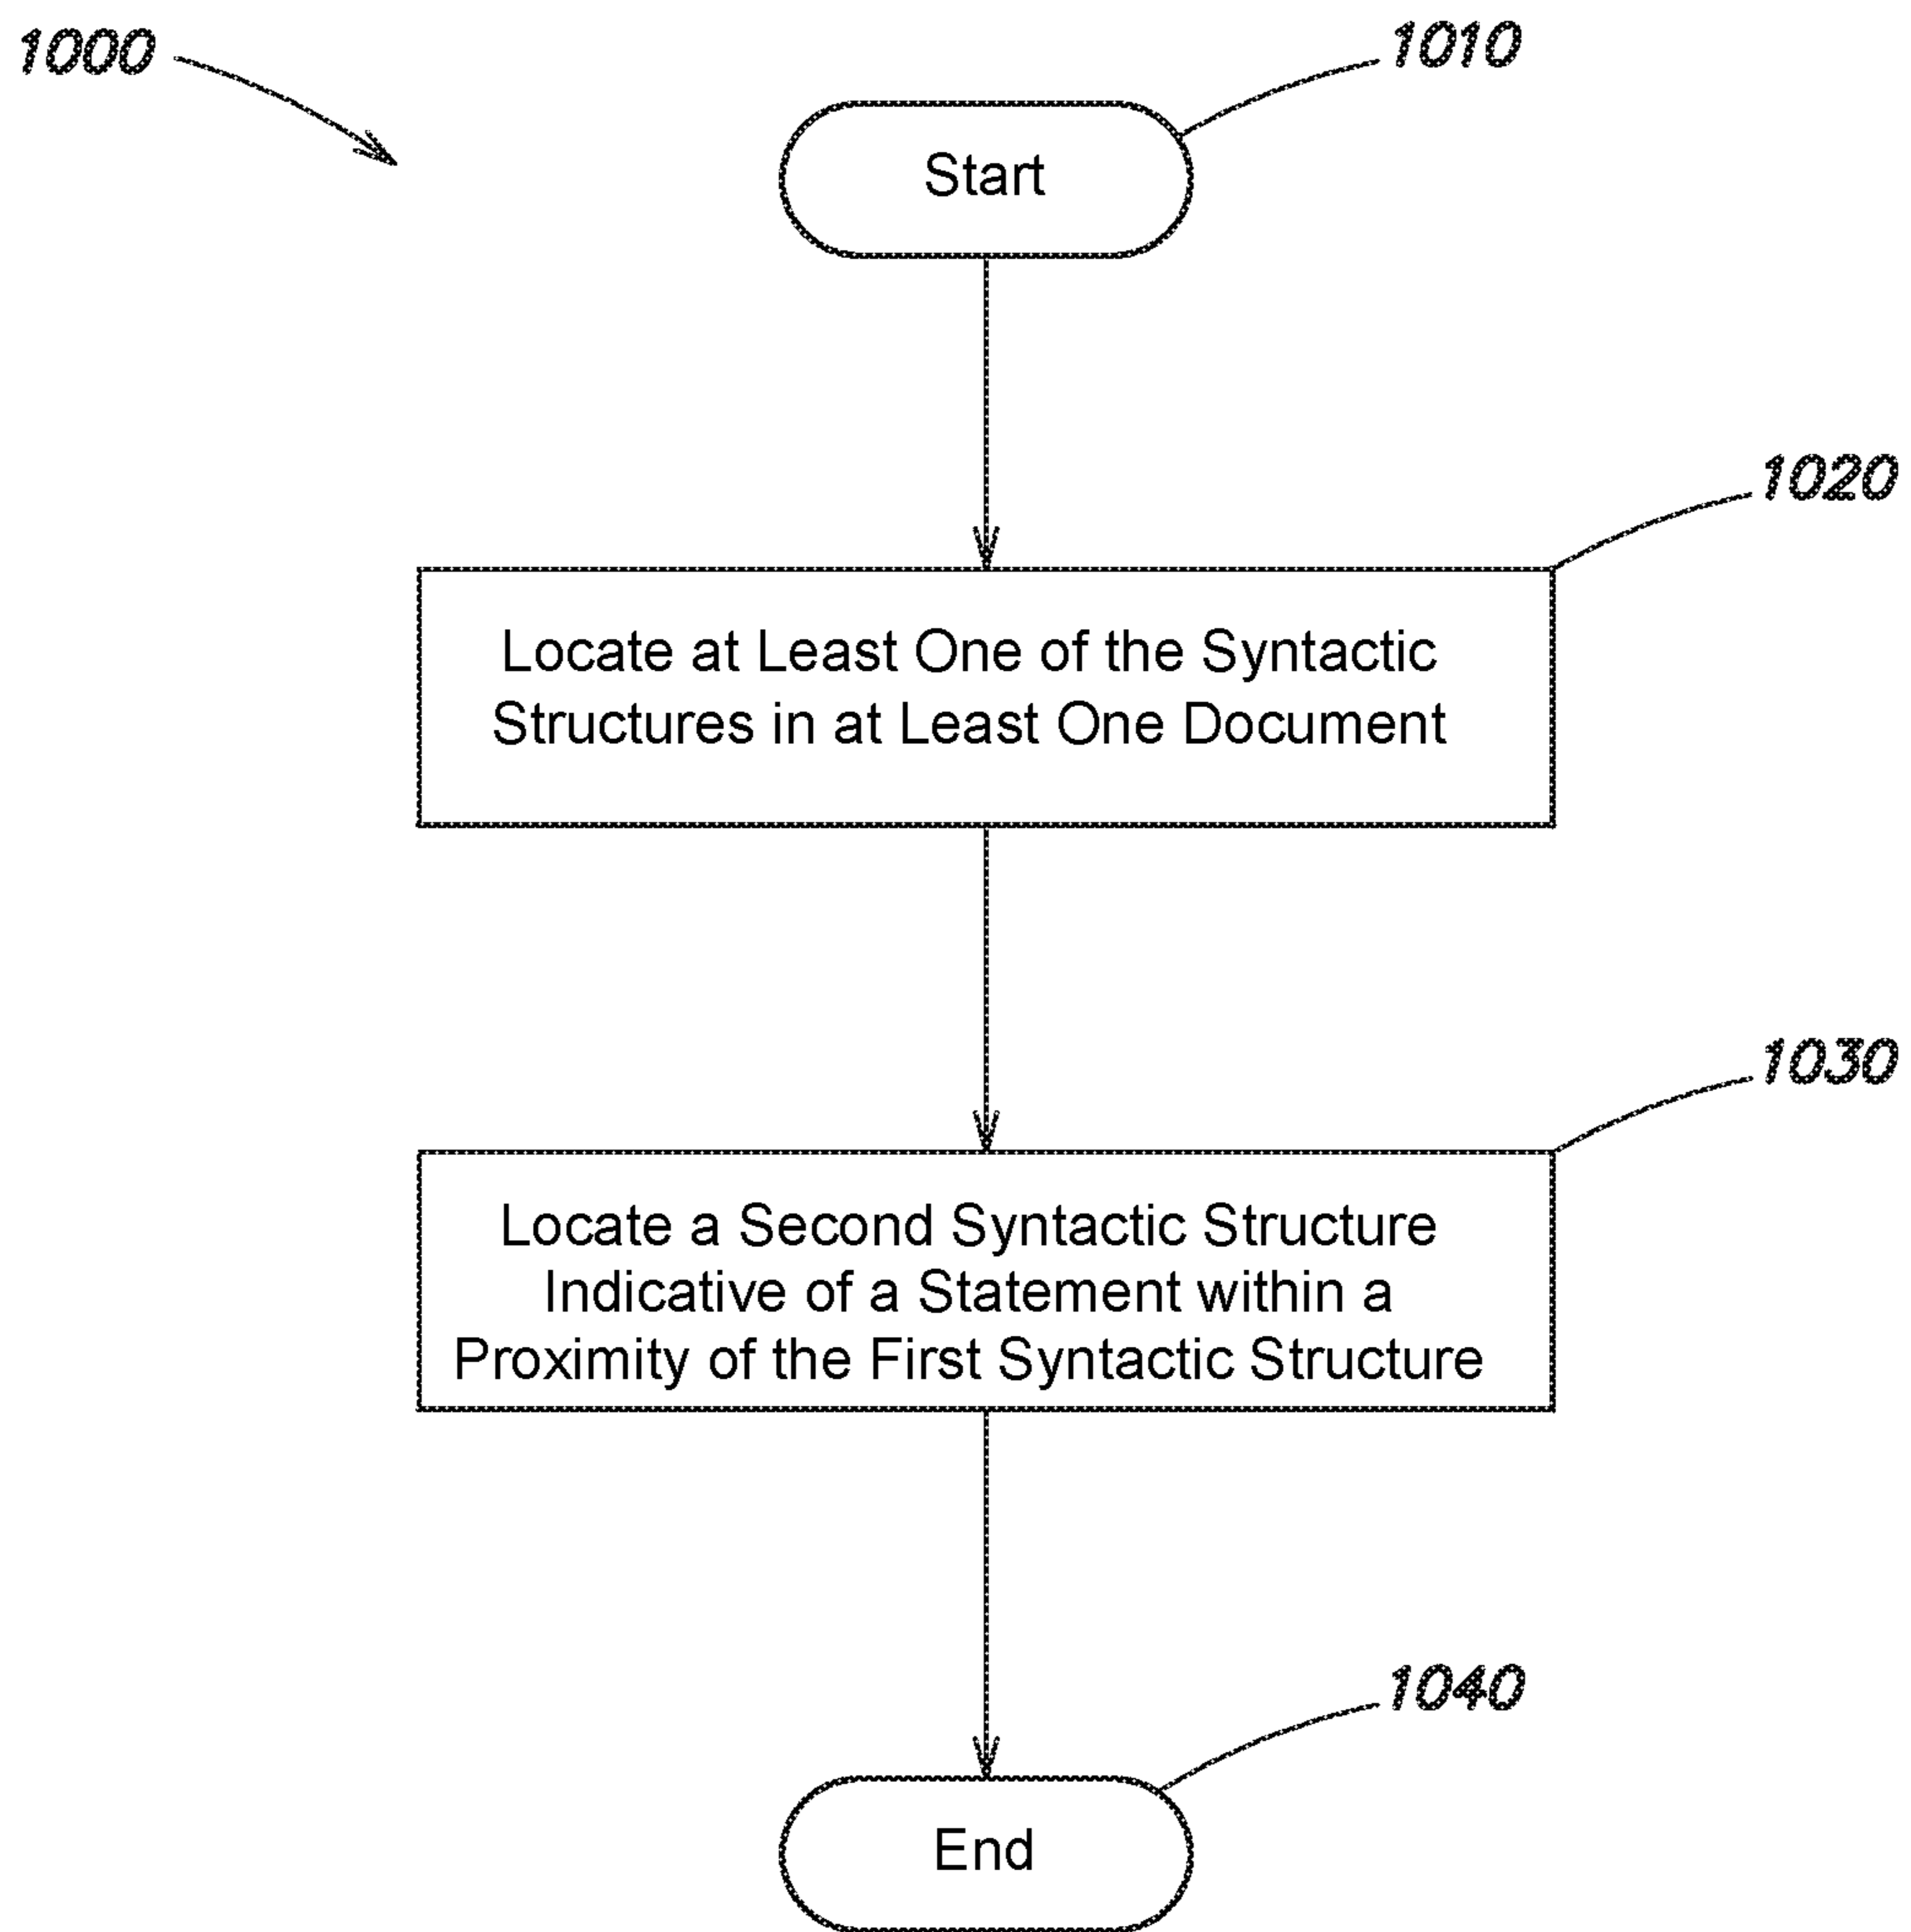 1000
1010
Start
1020
Locate at Least One of the Syntactic
Structures in at Least One Document
1030
Locate a Second Syntactic Structure
Indicative of a Statement within a
Proximity of the First Syntactic Structure
1040
End